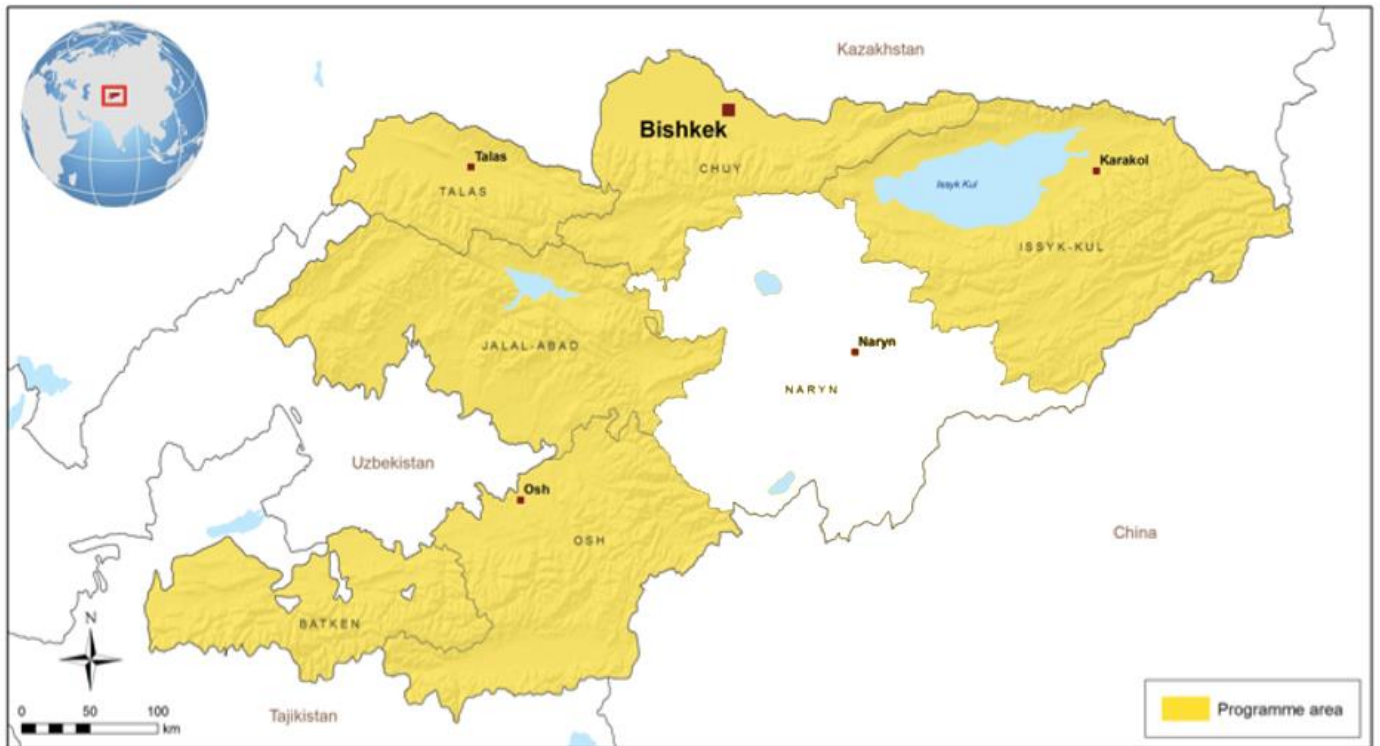 Kazakhstan
Bishkek
Talas
CHUY
Karakol
TALAS
Issyk Kul
ISSYK-KUL
JALAL-ABAD
Naryn
NARYN
Uzbekistan
Osh
China
OSH
BATKEN
N
0 50 100
km
Tajikistan
Programme area